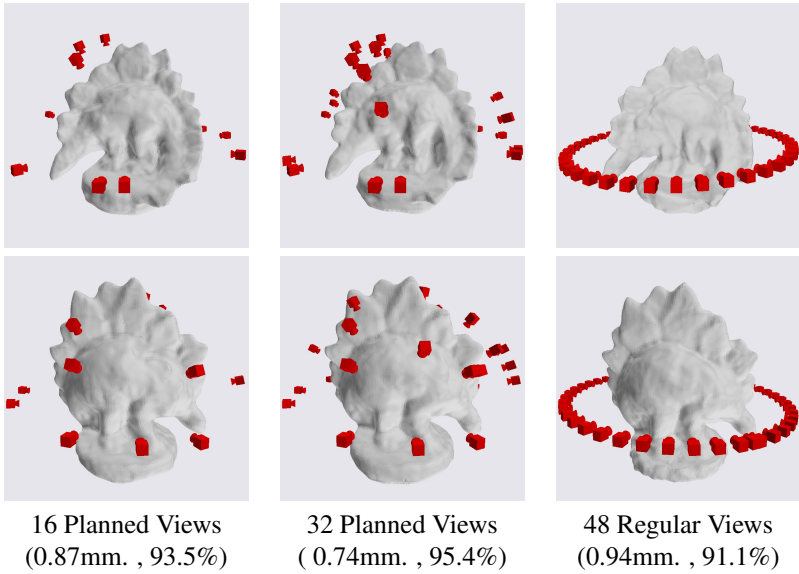 16 Planned Views
(0.87mm. , 93.5%)
32 Planned Views
( 0.74mm. , 95.4%)
48 Regular Views
(0.94mm. , 91.1%)